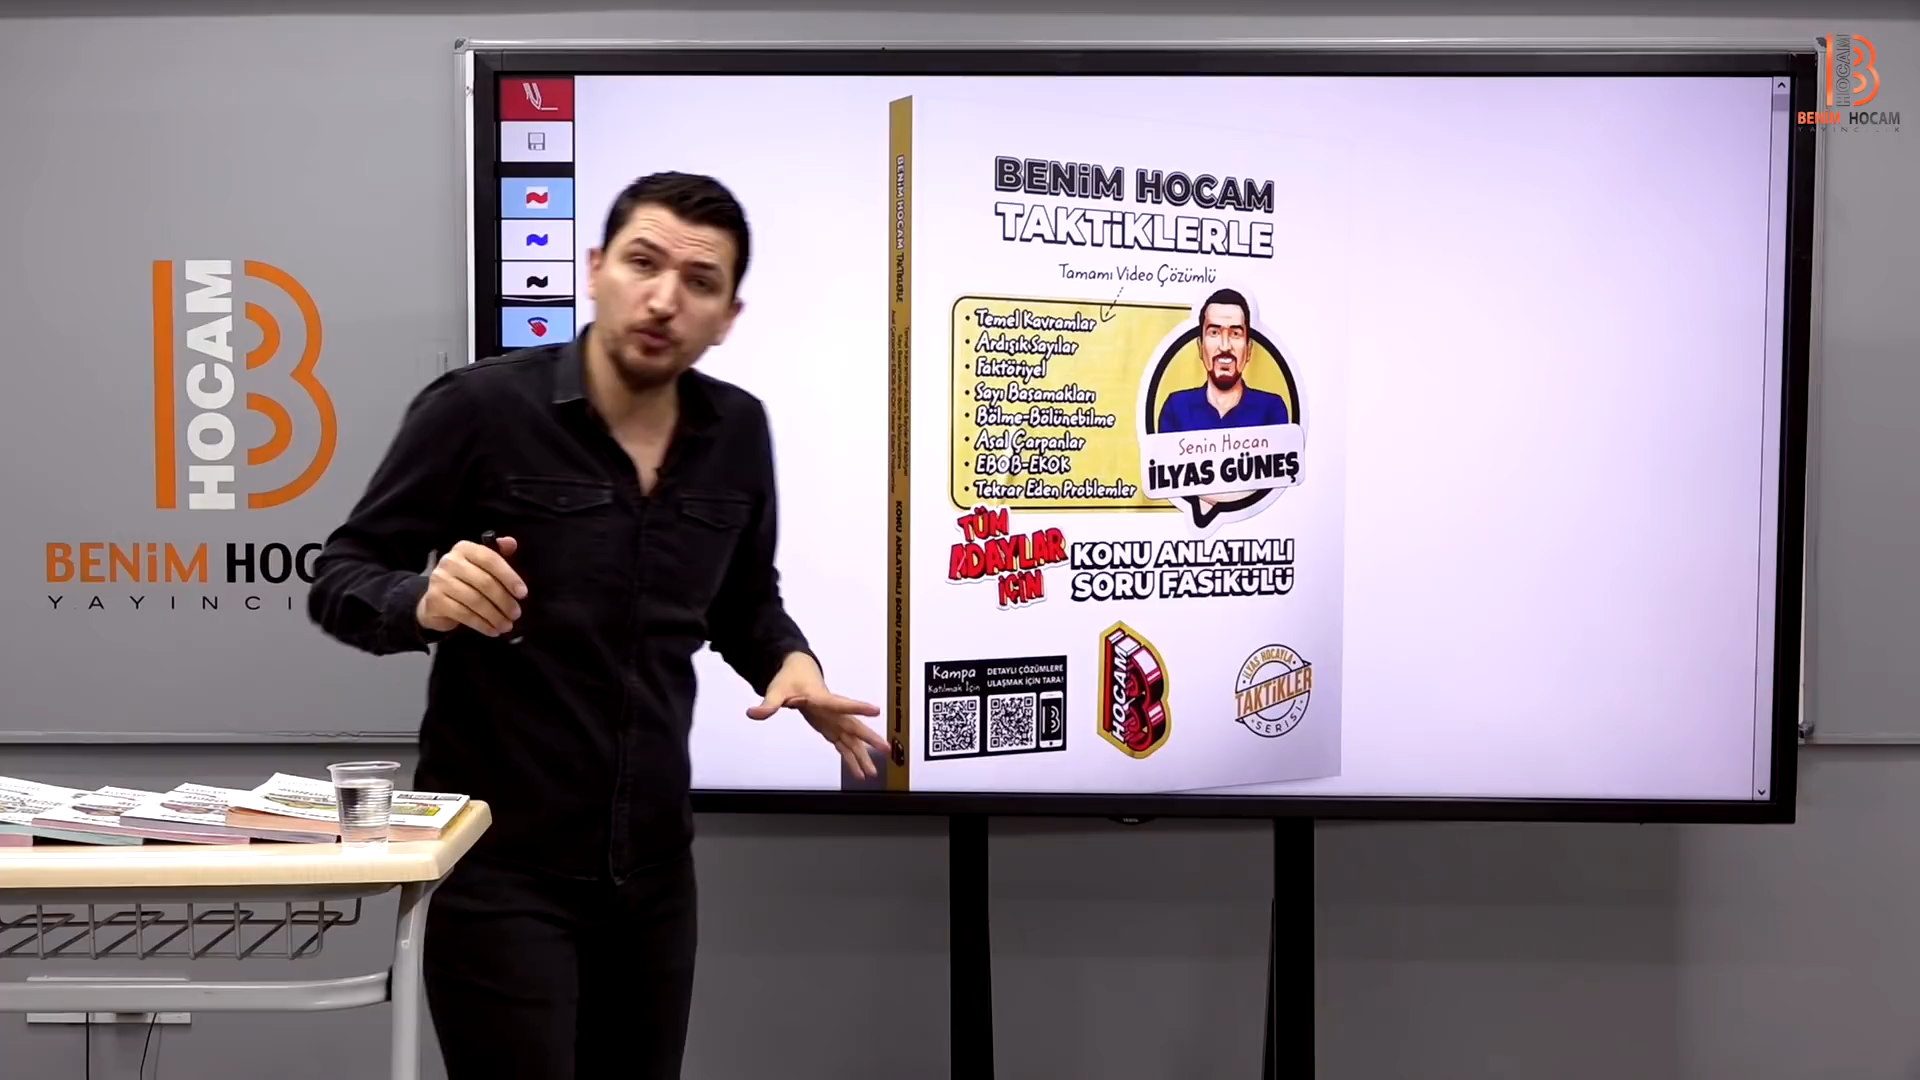 HOCAM
BENİM HOCAM
YAYINC
HOCAM
BENİM HOC
YAYINCI
BENİM HOCAM
TAKTİKLERLE
Tamamı Video Çözümlü
• Temel Kavramlar
• Ardışık Sayılar
• Faktöriyel
• Sayı Basamakları
• Bölme-Bölünebilme
• Asal Çarpanlar
• EBOB-EKOK
• Tekrar Eden Problemler
Senin Hocan
İLYAS GÜNEŞ
TÜM
ADAYLAR
İÇİN
KONU ANLATIMLI
SORU FASİKÜLÜ
Kampa
Katılmak İçin
DETAYLI ÇÖZÜMLERE
ULAŞMAK İÇİN TARA!
HOCAM
İLYAS HOCAYLA
TAKTİKLER
SERİSİ
BENİM HOCAM TAKTİKLERLE
KONU ANLATIMLI SORU FASİKÜLÜ